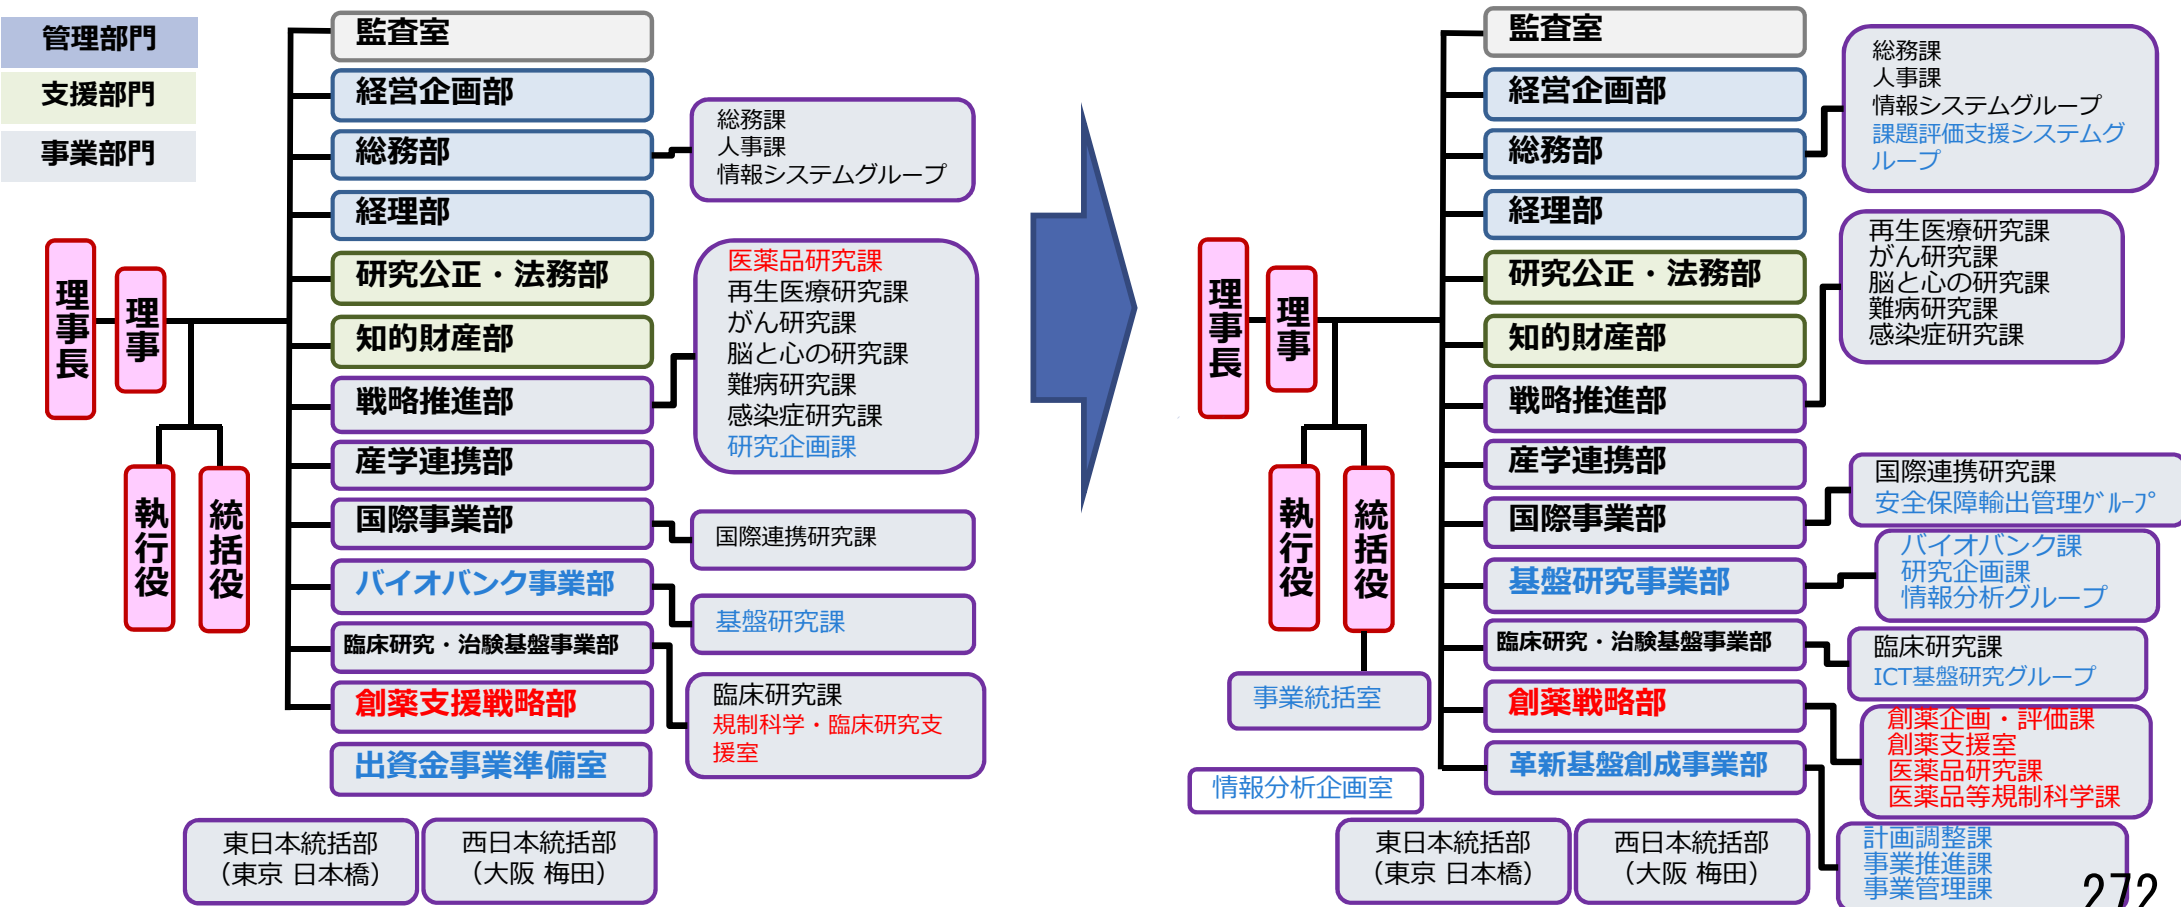 管理部門
支援部門
事業部門
理事長
理事
執行役
統括役
監査室
経営企画部
総務部
経理部
研究公正・法務部
知的財産部
戦略推進部
産学連携部
国際事業部
バイオバンク事業部
臨床研究・治験基盤事業部
創薬支援戦略部
出資金事業準備室
総務課
人事課
情報システムグループ
医薬品研究課
再生医療研究課
がん研究課
脳と心の研究課
難病研究課
感染症研究課
研究企画課
国際連携研究課
基盤研究課
臨床研究課
規制科学・臨床研究支
援室
東日本統括部
（東京 日本橋）
西日本統括部
（大阪 梅田）
理事長
理事
執行役
統括役
事業統括室
情報分析企画室
監査室
経営企画部
総務部
経理部
研究公正・法務部
知的財産部
戦略推進部
産学連携部
国際事業部
基盤研究事業部
臨床研究・治験基盤事業部
創薬戦略部
革新基盤創成事業部
総務課
人事課
情報システムグループ
課題評価支援システムグ
ループ
再生医療研究課
がん研究課
脳と心の研究課
難病研究課
感染症研究課
国際連携研究課
安全保障輸出管理ｸﾞﾙｰﾌﾟ
バイオバンク課
研究企画課
情報分析グループ
臨床研究課
ICT基盤研究グループ
創薬企画・評価課
創薬支援室
医薬品研究課
医薬品等規制科学課
計画調整課
事業推進課
事業管理課
東日本統括部
（東京 日本橋）
西日本統括部
（大阪 梅田）
272